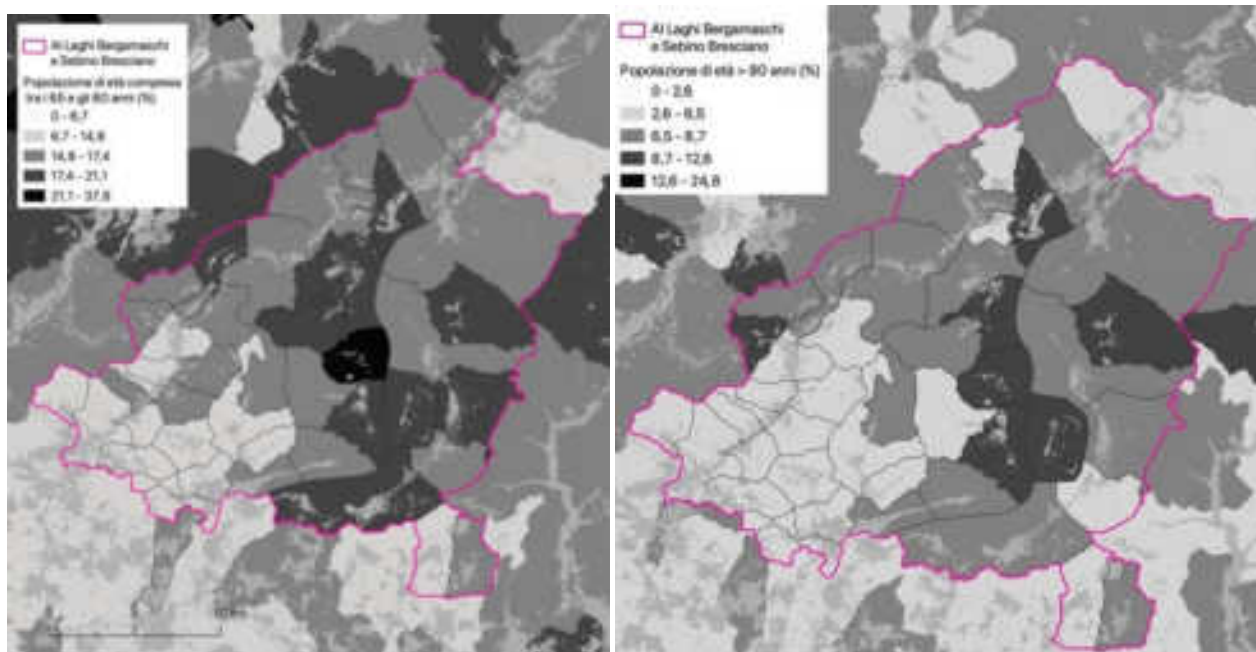 AI Laghi Bergamaschi
e Sebino Bresciano
Popolazione di età compresa
tra i 65 e gli 80 anni (%)
0 - 6,7
6,7 - 14,8
14,8 - 17,4
17,4 - 21,1
21,1 - 37,5
AI Laghi Bergamaschi
e Sebino Bresciano
Popolazione di età > 80 anni (%)
0 - 2,6
2,6 - 6,5
6,5 - 8,7
8,7 - 12,6
12,6 - 24,8